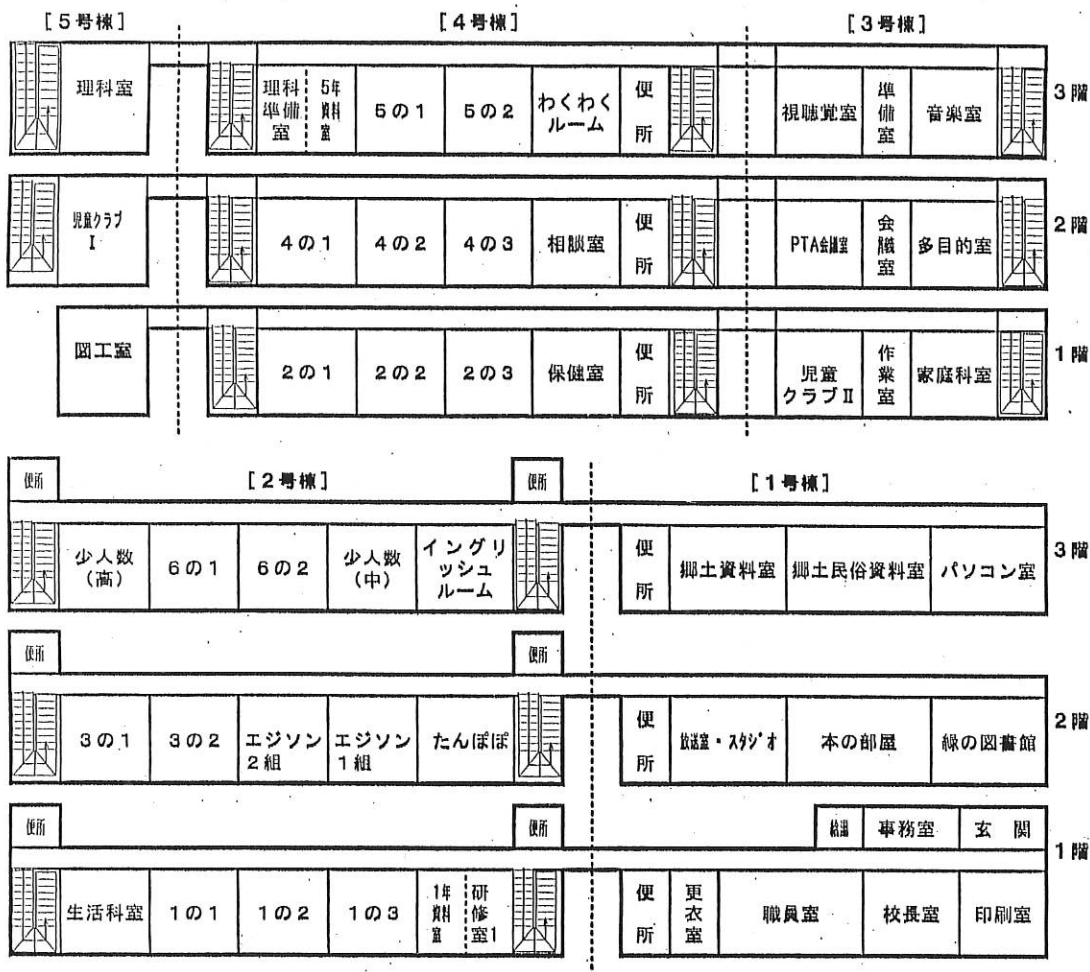 [5号棟] [4号棟] [3号棟]
理科室 理科準備室 5年資料室 5の1 5の2 わくわくルーム 便所 視聴覚室 準備室 音楽室 3階
児童クラブI 4の1 4の2 4の3 相談室 便所 PTA会議室 会議室 多目的室 2階
図工室 2の1 2の2 2の3 保健室 便所 児童クラブII 作業室 家庭科室 1階
[2号棟] [1号棟]
便所 便所
少人数(高) 6の1 6の2 少人数(中) イングリッシュルーム 便所 郷土資料室 郷土民俗資料室 パソコン室 3階
便所 便所
3の1 3の2 エジソン2組 エジソン1組 たんぽぽ 便所 放送室・スタジオ 本の部屋 緑の図書館 2階
便所 便所 給湯 事務室 玄関 1階
生活科室 1の1 1の2 1の3 1年資料室 研修室1 便所 更衣室 職員室 校長室 印刷室